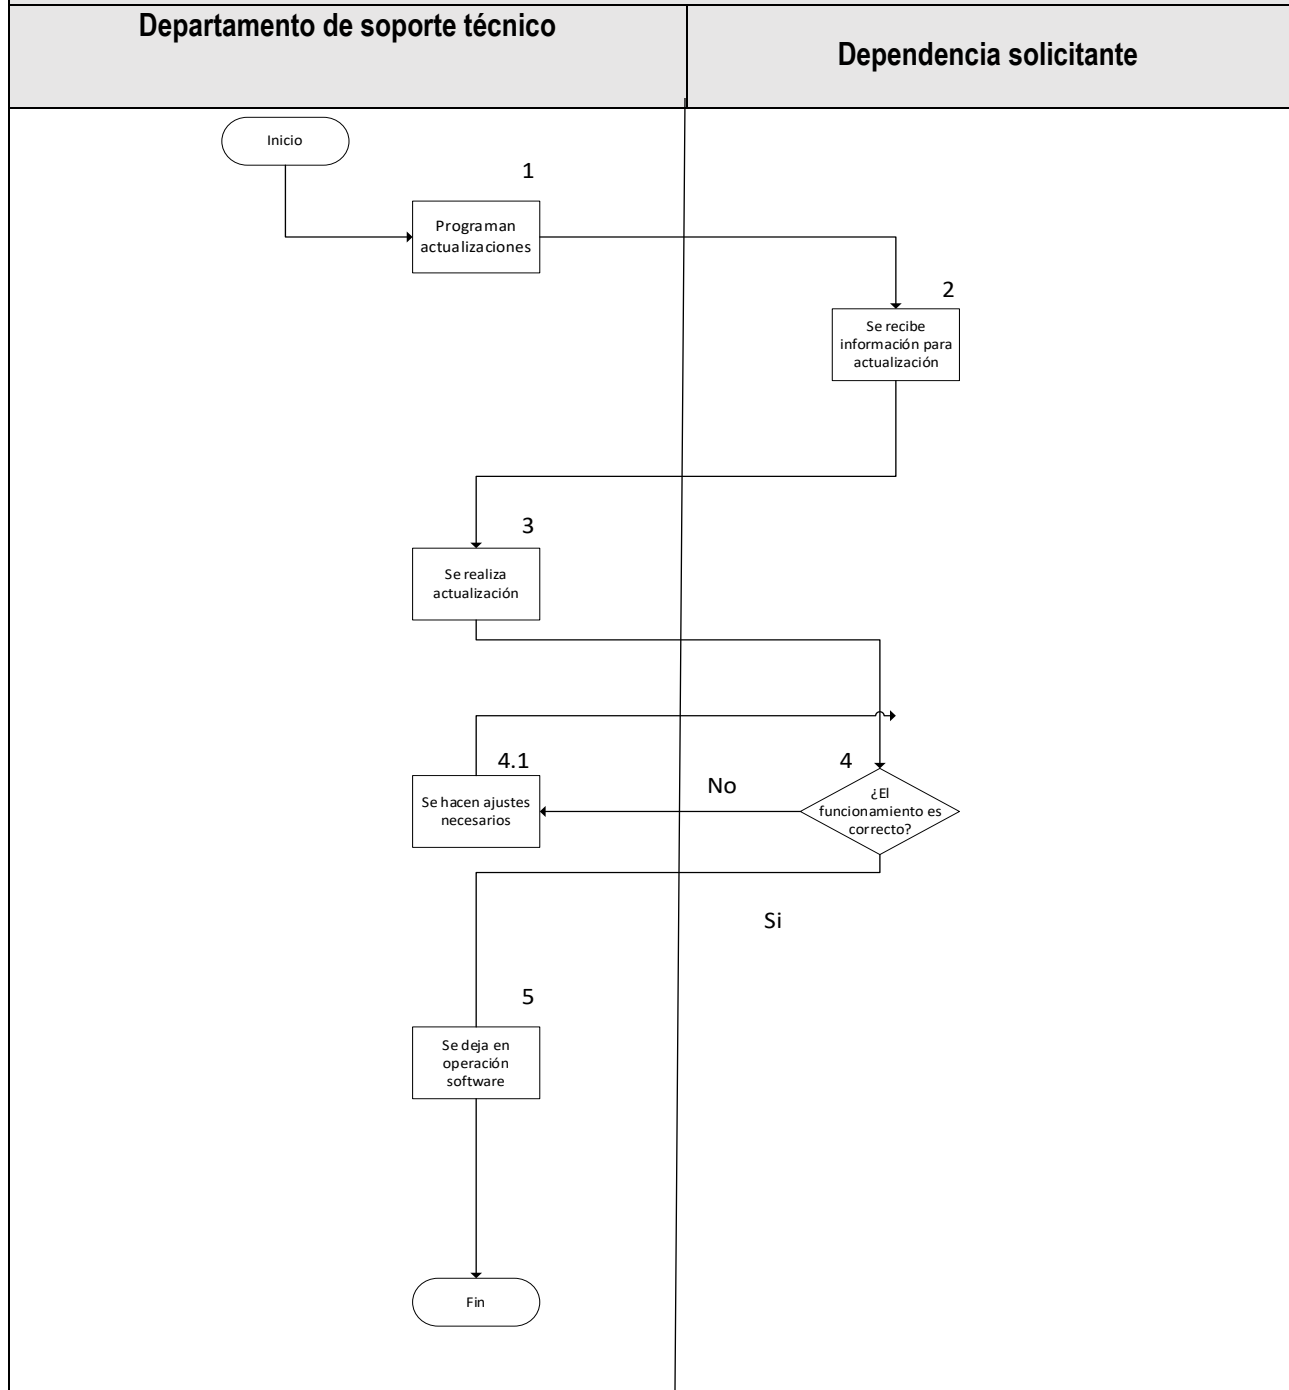 Departamento de soporte técnico
Dependencia solicitante
Inicio
1
Programan
actualizaciones
2
Se recibe
información para
actualización
3
Se realiza
actualización
4.1
Se hacen ajustes
necesarios
No
4
¿El
funcionamiento es
correcto?
Si
5
Se deja en
operación
software
Fin